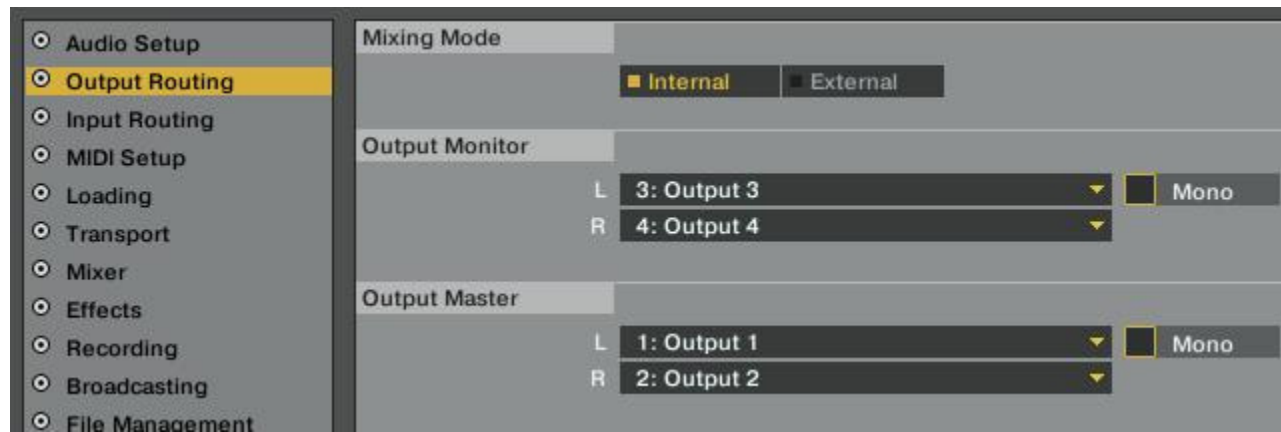 Audio Setup
Output Routing
Input Routing
MIDI Setup
Loading
Transport
Mixer
Effects
Recording
Broadcasting
File Management
Mixing Mode
Internal
External
Output Monitor
L 3: Output 3 Mono
R 4: Output 4
Output Master
L 1: Output 1 Mono
R 2: Output 2